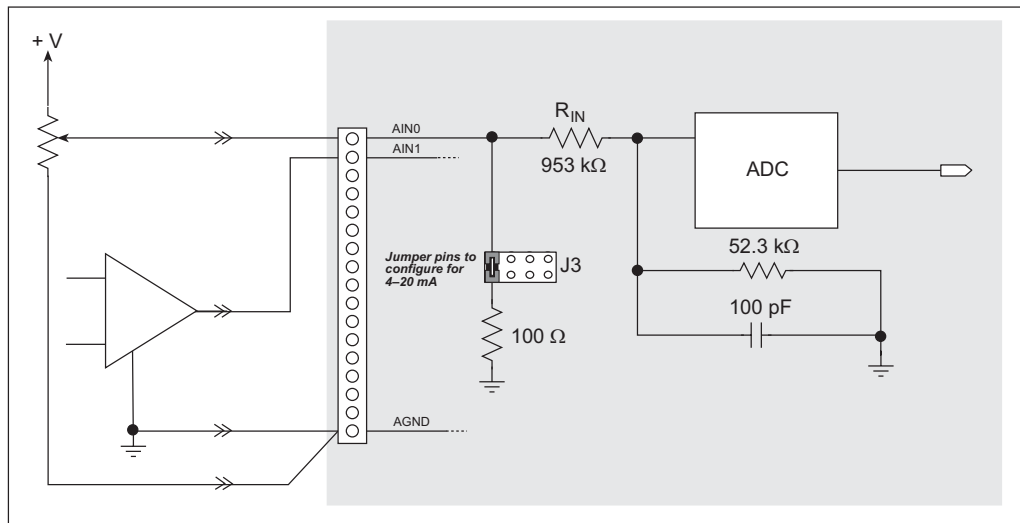 + V
AIN0
AIN1
R_IN
953 kΩ
ADC
Jumper pins to
configure for
4–20 mA
J3
52.3 kΩ
100 pF
100 Ω
AGND